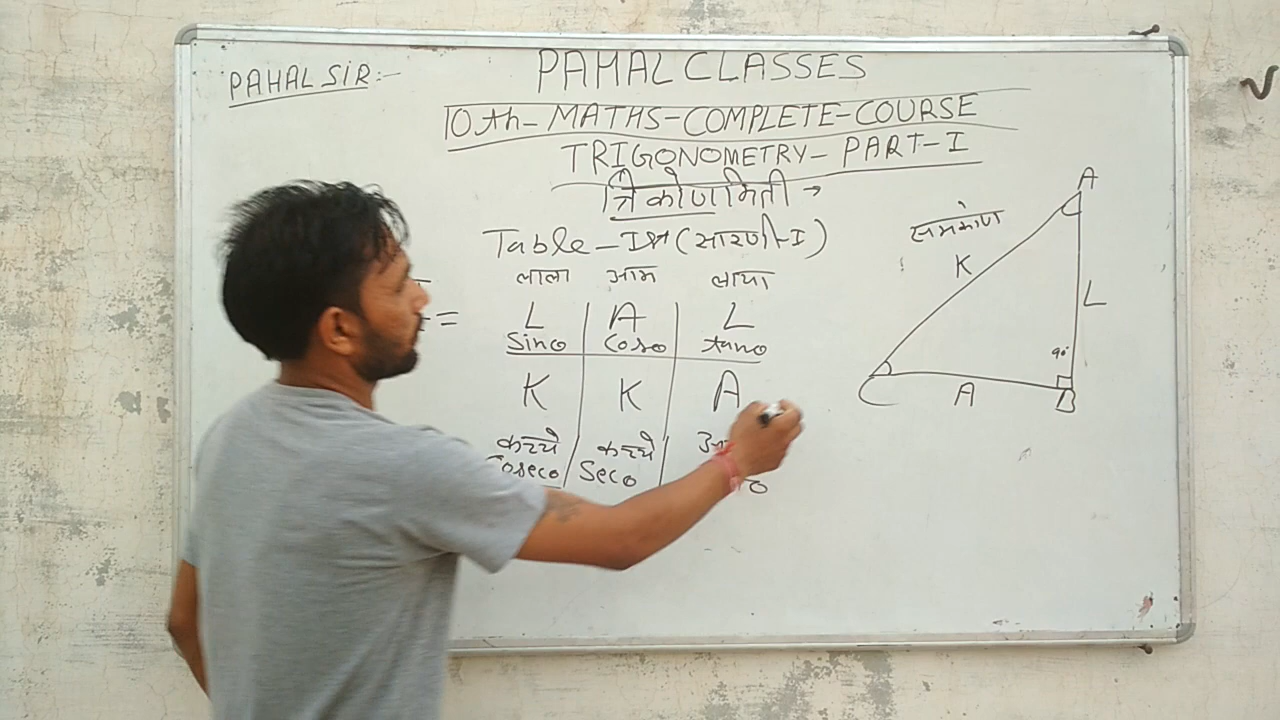 PAHAL SIR:-
PAHAL CLASSES
10th-MATHS-COMPLETE-COURSE
TRIGONOMETRY-PART-I
त्रिकोणमिती →
Table-Ist (सारणी-I)
लाला आम लाया
L A L
=
Sinθ Cosθ tanθ
K K A
कच्चे कच्चे
Cosecθ Secθ
समकोण
A
K
L
90°
C
A
B